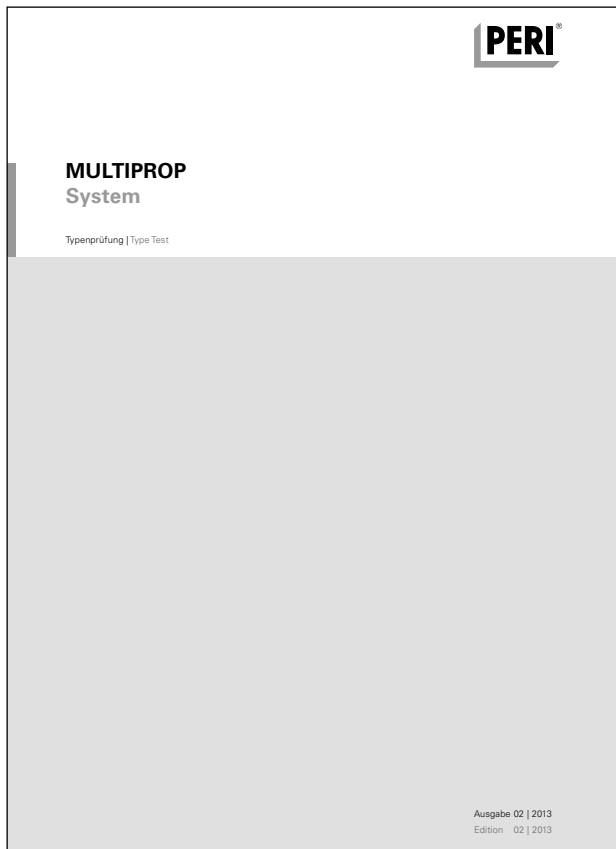 PERI®
MULTIPROP
System
Typenprüfung | Type Test
Ausgabe 02 | 2013
Edition 02 | 2013